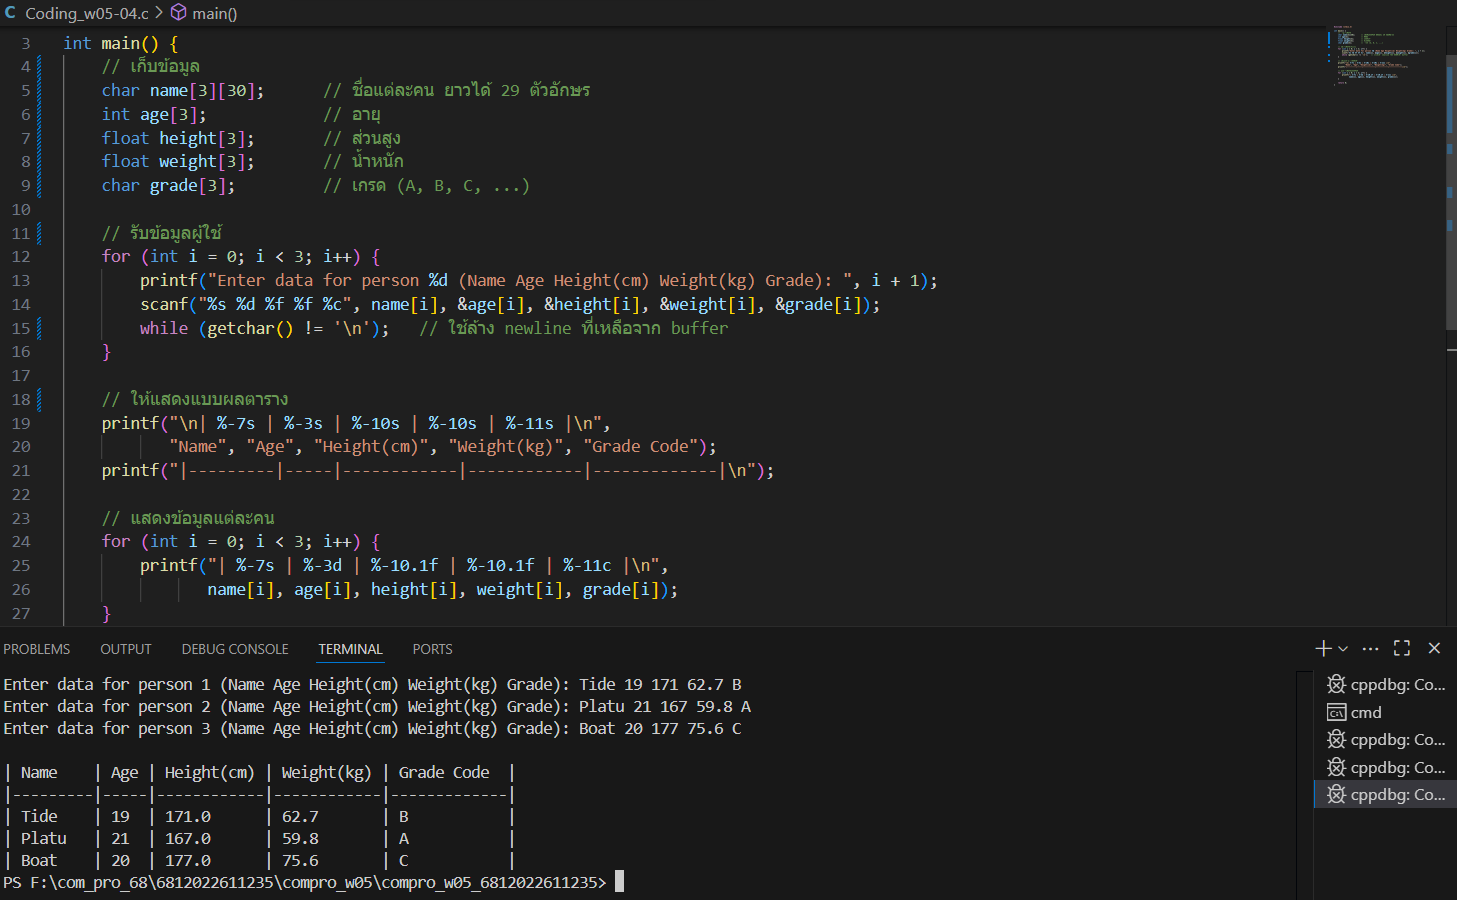 C Coding_w05-04.c > main()
3 int main() {
4 // เก็บข้อมูล
5 char name[3][30]; // ชื่อแต่ละคน ยาวได้ 29 ตัวอักษร
6 int age[3]; // อายุ
7 float height[3]; // ส่วนสูง
8 float weight[3]; // น้ำหนัก
9 char grade[3]; // เกรด (A, B, C, ...)
10
11 // รับข้อมูลผู้ใช้
12 for (int i = 0; i < 3; i++) {
13 printf("Enter data for person %d (Name Age Height(cm) Weight(kg) Grade): ", i + 1);
14 scanf("%s %d %f %f %c", name[i], &age[i], &height[i], &weight[i], &grade[i]);
15 while (getchar() != '\n'); // ใช้ล้าง newline ที่เหลือจาก buffer
16 }
17
18 // ให้แสดงแบบผลตาราง
19 printf("\n| %-7s | %-3s | %-10s | %-10s | %-11s |\n",
20 "Name", "Age", "Height(cm)", "Weight(kg)", "Grade Code");
21 printf("|---------|-----|------------|------------|-------------|\n");
22
23 // แสดงข้อมูลแต่ละคน
24 for (int i = 0; i < 3; i++) {
25 printf("| %-7s | %-3d | %-10.1f | %-10.1f | %-11c |\n",
26 name[i], age[i], height[i], weight[i], grade[i]);
27 }
PROBLEMS OUTPUT DEBUG CONSOLE TERMINAL PORTS
Enter data for person 1 (Name Age Height(cm) Weight(kg) Grade): Tide 19 171 62.7 B
Enter data for person 2 (Name Age Height(cm) Weight(kg) Grade): Platu 21 167 59.8 A
Enter data for person 3 (Name Age Height(cm) Weight(kg) Grade): Boat 20 177 75.6 C
| Name | Age | Height(cm) | Weight(kg) | Grade Code |
|---------|-----|------------|------------|-------------|
| Tide | 19 | 171.0 | 62.7 | B |
| Platu | 21 | 167.0 | 59.8 | A |
| Boat | 20 | 177.0 | 75.6 | C |
PS F:\com_pro_68\6812022611235\compro_w05\compro_w05_6812022611235>
cppdbg: Co...
cmd
cppdbg: Co...
cppdbg: Co...
cppdbg: Co...